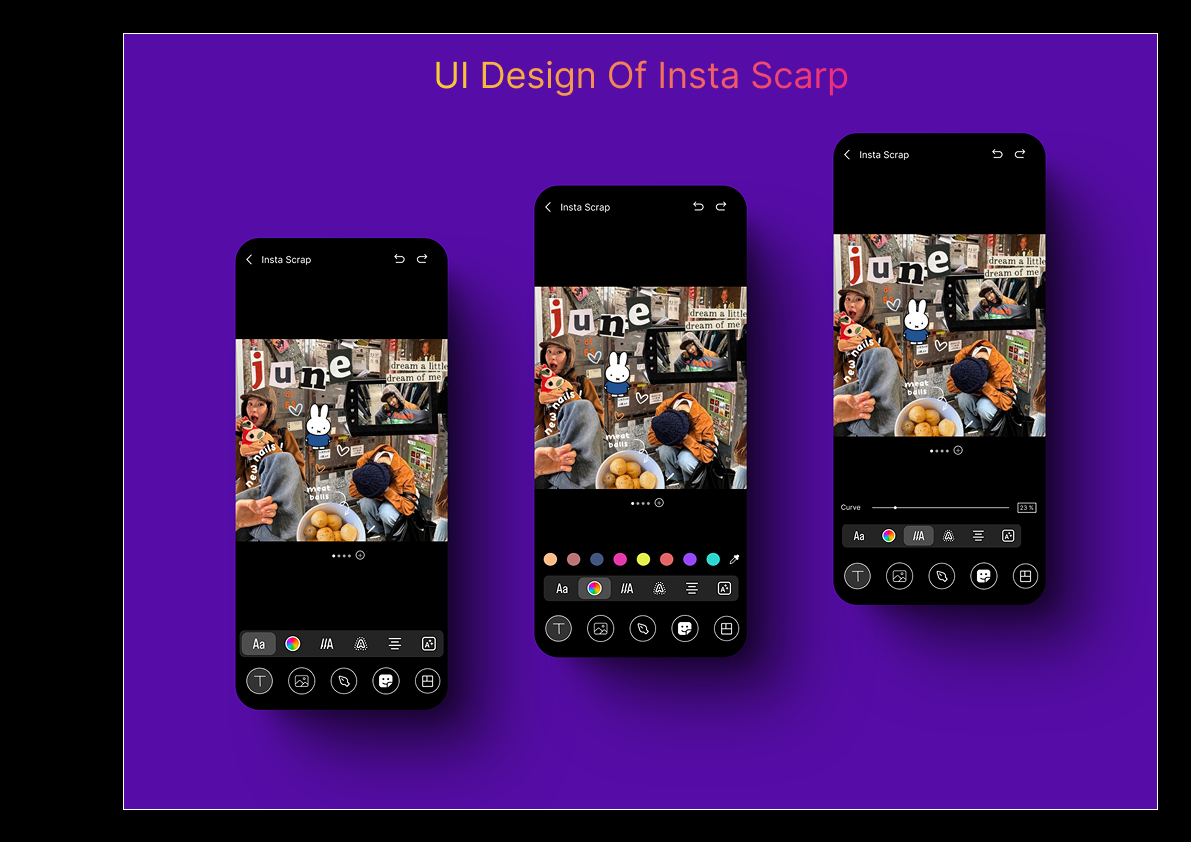 UI Design Of Insta Scarp
Insta Scrap
june
dream a little
dream of me
new nails!
meat
balls
Aa
Insta Scrap
june
dream a little
dream of me
new nails!
meat
balls
Aa
Insta Scrap
june
dream a little
dream of me
new nails!
meat
balls
Curve
23 %
Aa